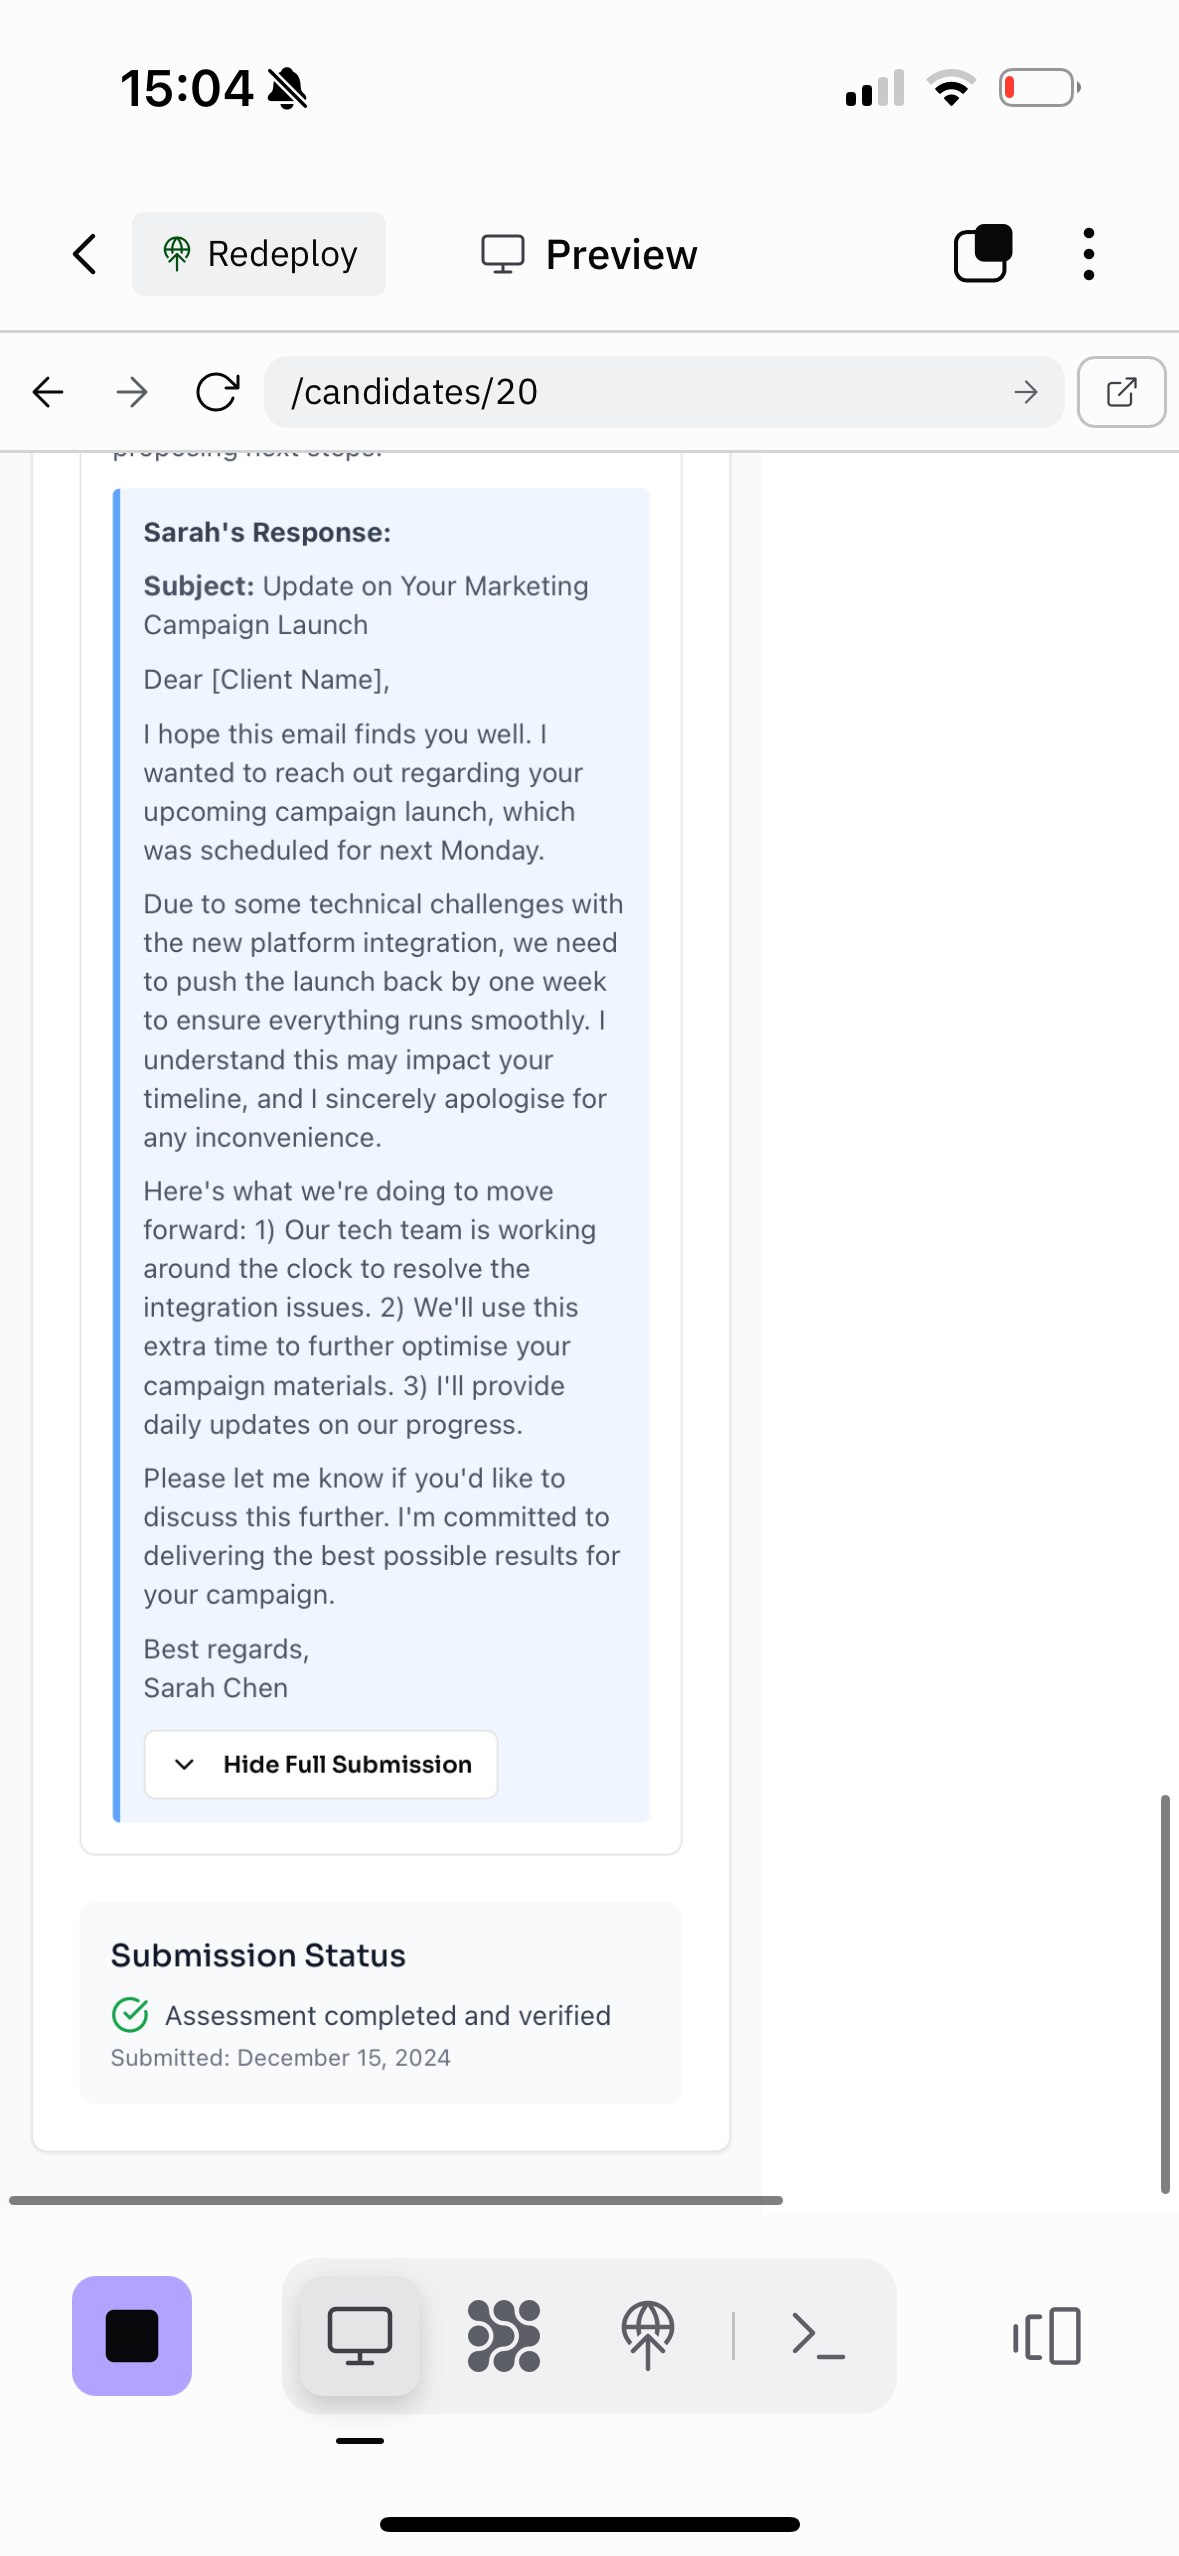 15:04
Redeploy
Preview
/candidates/20
proposing next steps.
Sarah's Response:
Subject: Update on Your Marketing
Campaign Launch
Dear [Client Name],
I hope this email finds you well. I
wanted to reach out regarding your
upcoming campaign launch, which
was scheduled for next Monday.
Due to some technical challenges with
the new platform integration, we need
to push the launch back by one week
to ensure everything runs smoothly. I
understand this may impact your
timeline, and I sincerely apologise for
any inconvenience.
Here's what we're doing to move
forward: 1) Our tech team is working
around the clock to resolve the
integration issues. 2) We'll use this
extra time to further optimise your
campaign materials. 3) I'll provide
daily updates on our progress.
Please let me know if you'd like to
discuss this further. I'm committed to
delivering the best possible results for
your campaign.
Best regards,
Sarah Chen
Hide Full Submission
Submission Status
Assessment completed and verified
Submitted: December 15, 2024